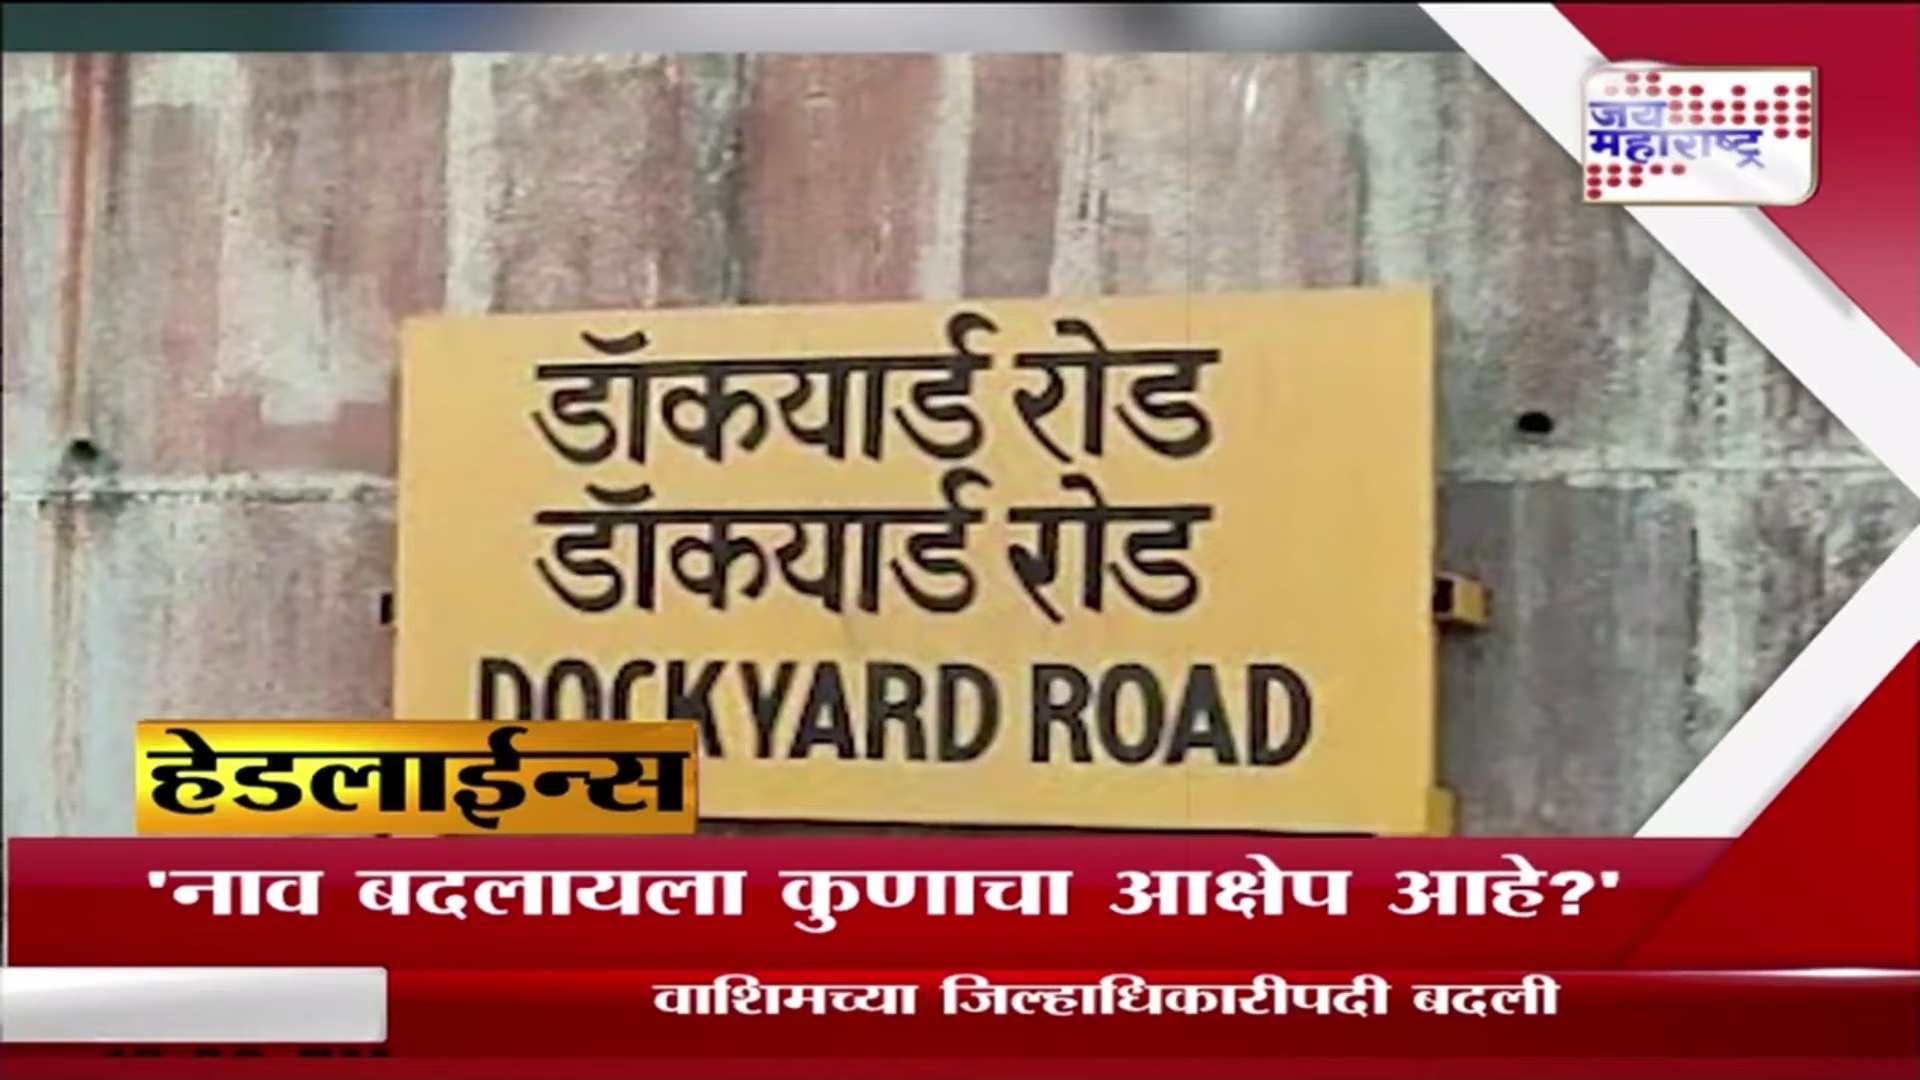 जय
महाराष्ट्र
डॉकयार्ड रोड
डॉकयार्ड रोड
DOCKYARD ROAD
हेडलाईन्स
'नाव बदलायला कुणाचा आक्षेप आहे?'
वाशिमच्या जिल्हाधिकारीपदी बदली